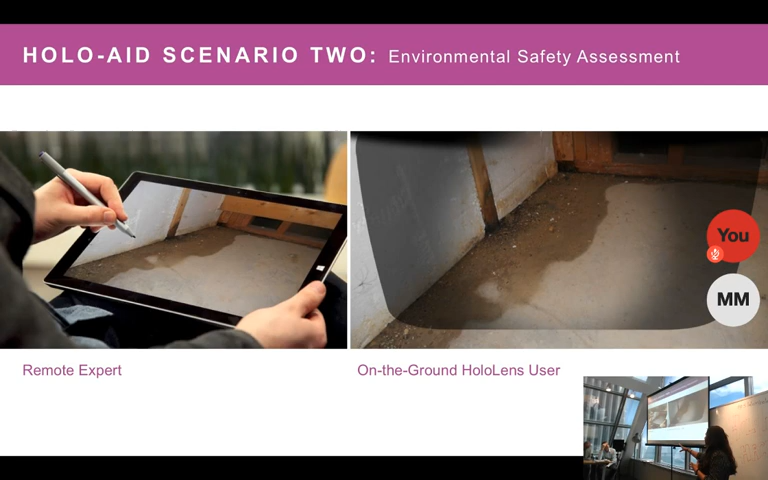 HOLO-AID SCENARIO TWO: Environmental Safety Assessment
You
MM
Remote Expert
On-the-Ground HoloLens User